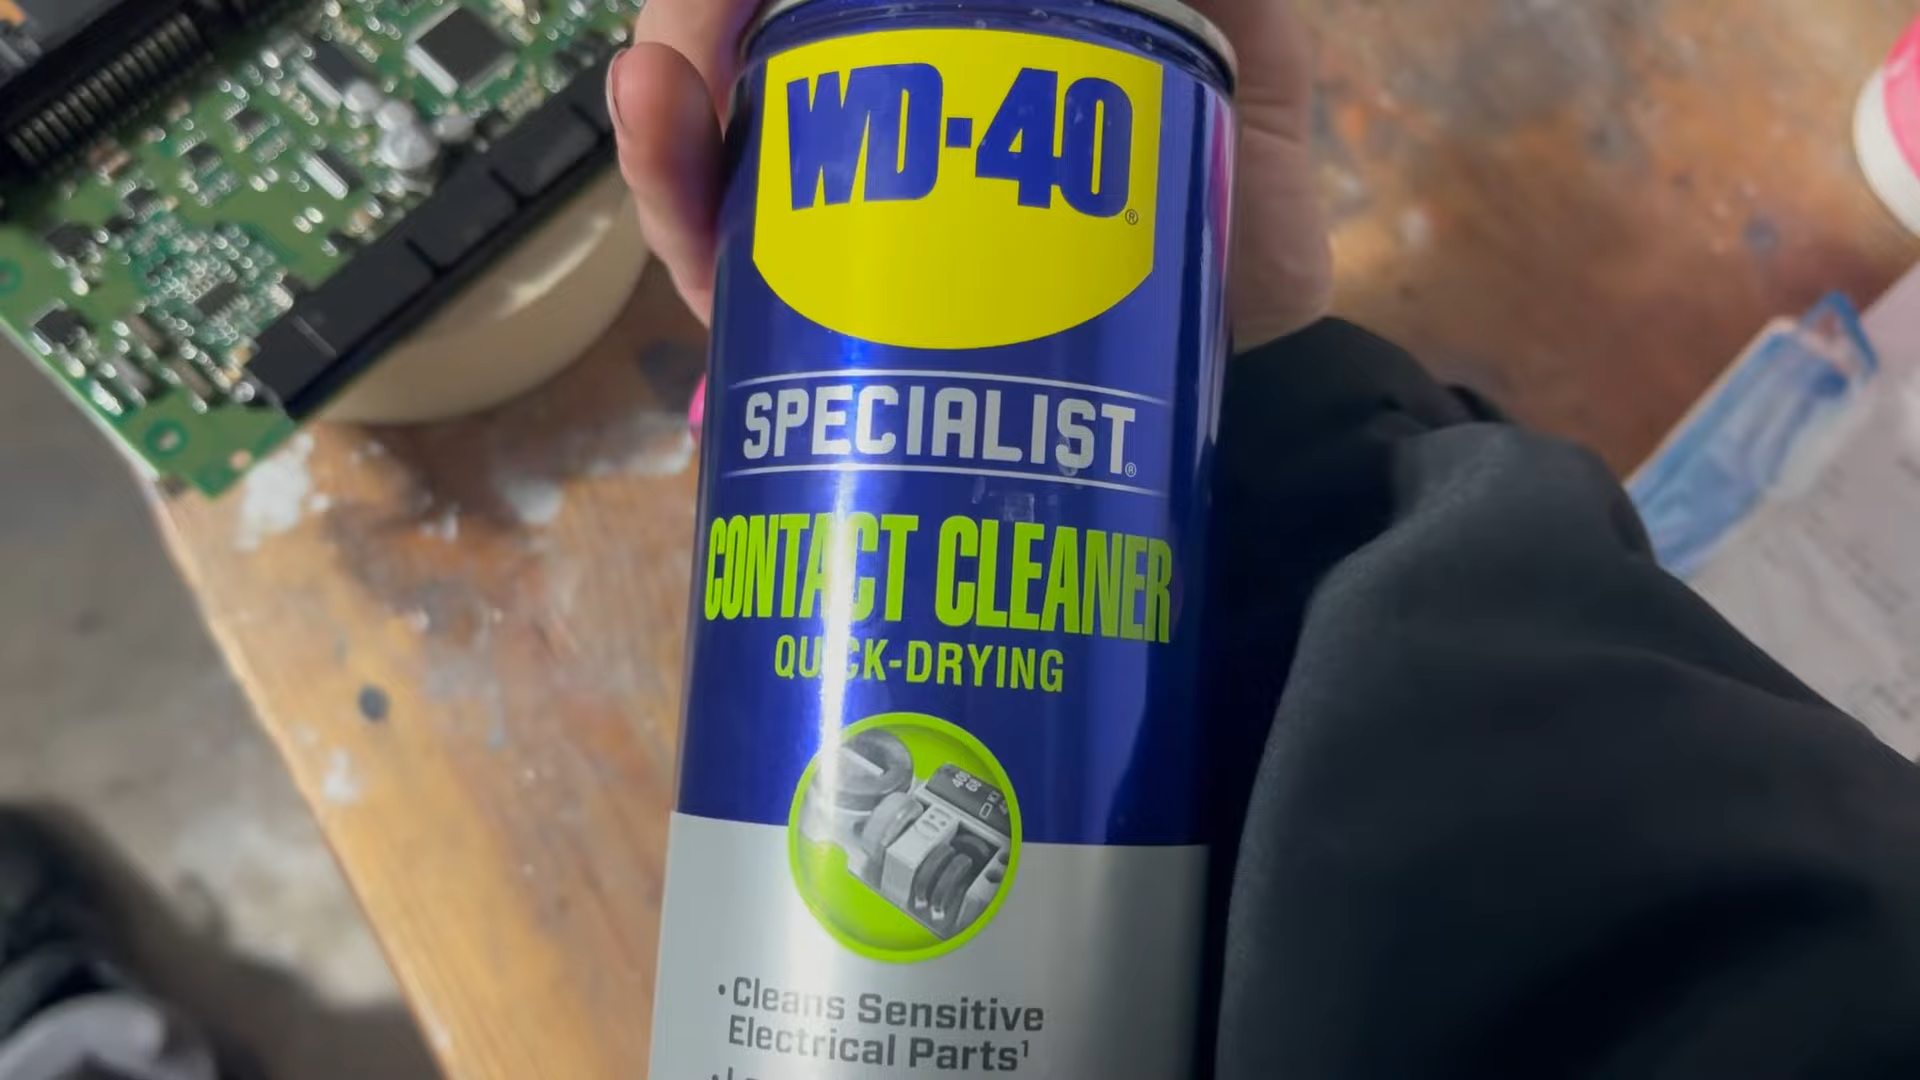 WD-40®
SPECIALIST®
CONTACT CLEANER
QUICK-DRYING
• Cleans Sensitive
Electrical Parts¹